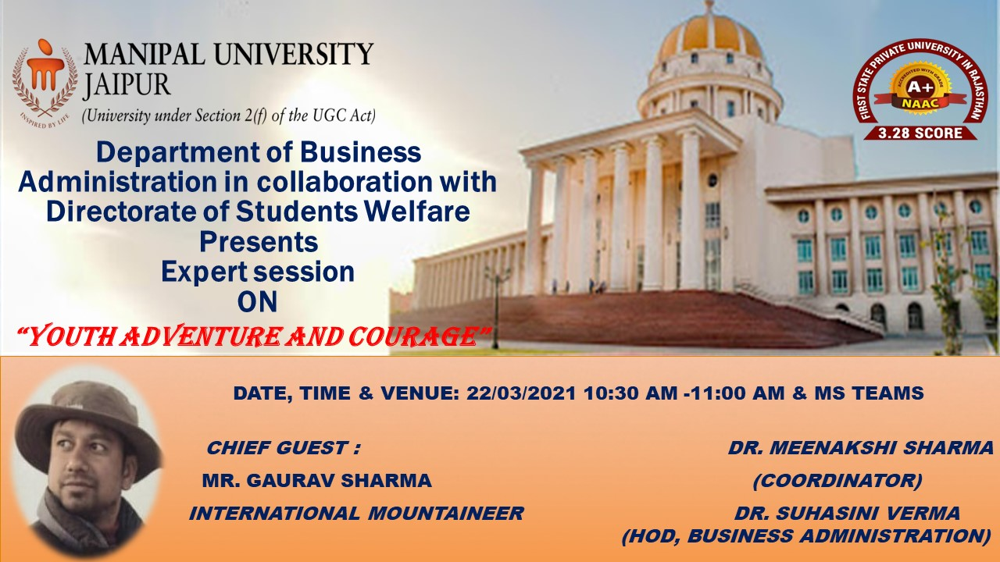 MANIPAL UNIVERSITY
JAIPUR
(University under Section 2(f) of the UGC Act)
INSPIRED BY LIFE
FIRST STATE PRIVATE UNIVERSITY IN RAJASTHAN
ACCREDITED WITH GRADE
A+
NAAC
3.28 SCORE
Department of Business
Administration in collaboration with
Directorate of Students Welfare
Presents
Expert session
ON
“YOUTH ADVENTURE AND COURAGE”
DATE, TIME & VENUE: 22/03/2021 10:30 AM -11:00 AM & MS TEAMS
CHIEF GUEST :
MR. GAURAV SHARMA
INTERNATIONAL MOUNTAINEER
DR. MEENAKSHI SHARMA
(COORDINATOR)
DR. SUHASINI VERMA
(HOD, BUSINESS ADMINISTRATION)